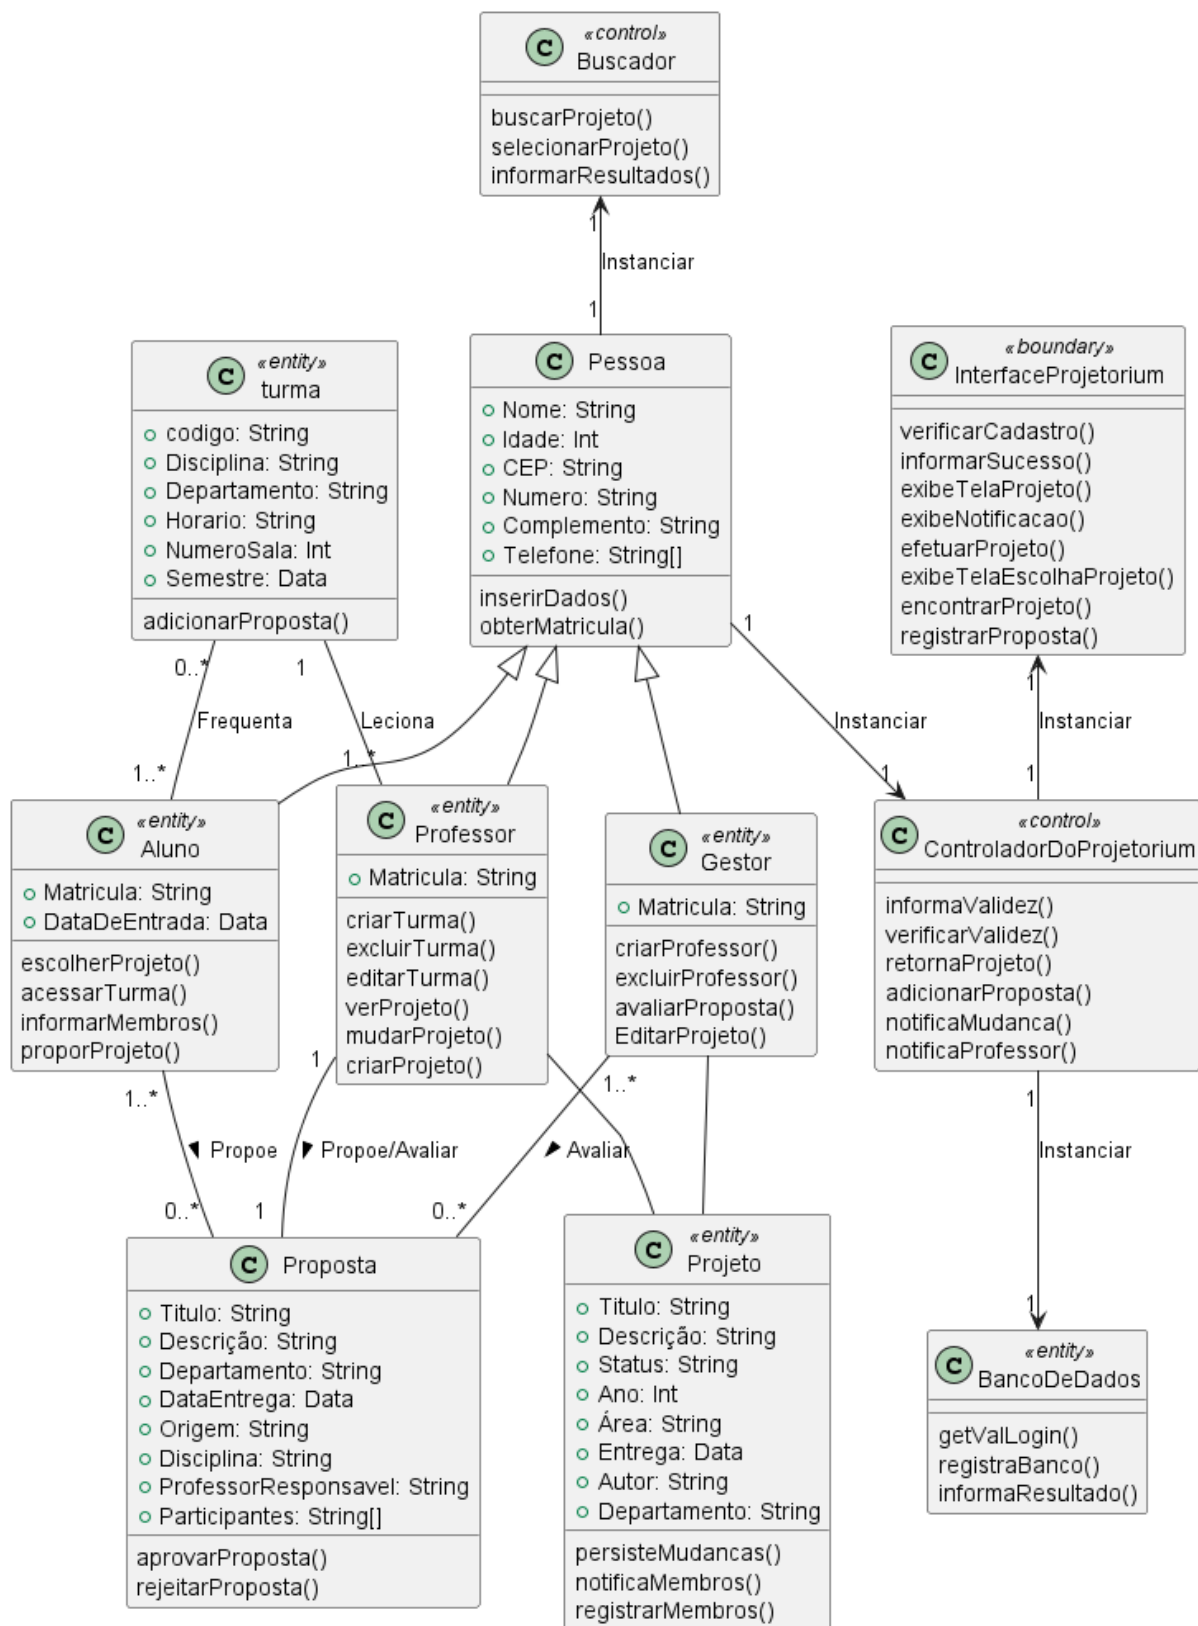 C
«control»
Buscador
buscarProjeto()
selecionarProjeto()
informarResultados()
1
Instanciar
1
C
«entity»
turma
codigo: String
Disciplina: String
Departamento: String
Horario: String
NumeroSala: Int
Semestre: Data
adicionarProposta()
C
Pessoa
Nome: String
Idade: Int
CEP: String
Numero: String
Complemento: String
Telefone: String[]
inserirDados()
obterMatricula()
C
«boundary»
InterfaceProjetorium
verificarCadastro()
informarSucesso()
exibeTelaProjeto()
exibeNotificacao()
efetuarProjeto()
exibeTelaEscolhaProjeto()
encontrarProjeto()
registrarProposta()
0..*
Frequenta
1..*
1
Leciona
1..*
1
Instanciar
1
1
Instanciar
1
C
«entity»
Aluno
Matricula: String
DataDeEntrada: Data
escolherProjeto()
acessarTurma()
informarMembros()
proporProjeto()
C
«entity»
Professor
Matricula: String
criarTurma()
excluirTurma()
editarTurma()
verProjeto()
mudarProjeto()
criarProjeto()
C
«entity»
Gestor
Matricula: String
criarProfessor()
excluirProfessor()
avaliarProposta()
EditarProjeto()
C
«control»
ControladorDoProjetorium
informaValidez()
verificarValidez()
retornaProjeto()
adicionarProposta()
notificaMudanca()
notificaProfessor()
1..*
Propoe
0..*
1
Propoe/Avaliar
1
1..*
Avaliar
0..*
1
Instanciar
1
C
Proposta
Titulo: String
Descrição: String
Departamento: String
DataEntrega: Data
Origem: String
Disciplina: String
ProfessorResponsavel: String
Participantes: String[]
aprovarProposta()
rejeitarProposta()
C
«entity»
Projeto
Titulo: String
Descrição: String
Status: String
Ano: Int
Área: String
Entrega: Data
Autor: String
Departamento: String
persisteMudancas()
notificaMembros()
registrarMembros()
C
«entity»
BancoDeDados
getValLogin()
registraBanco()
informaResultado()